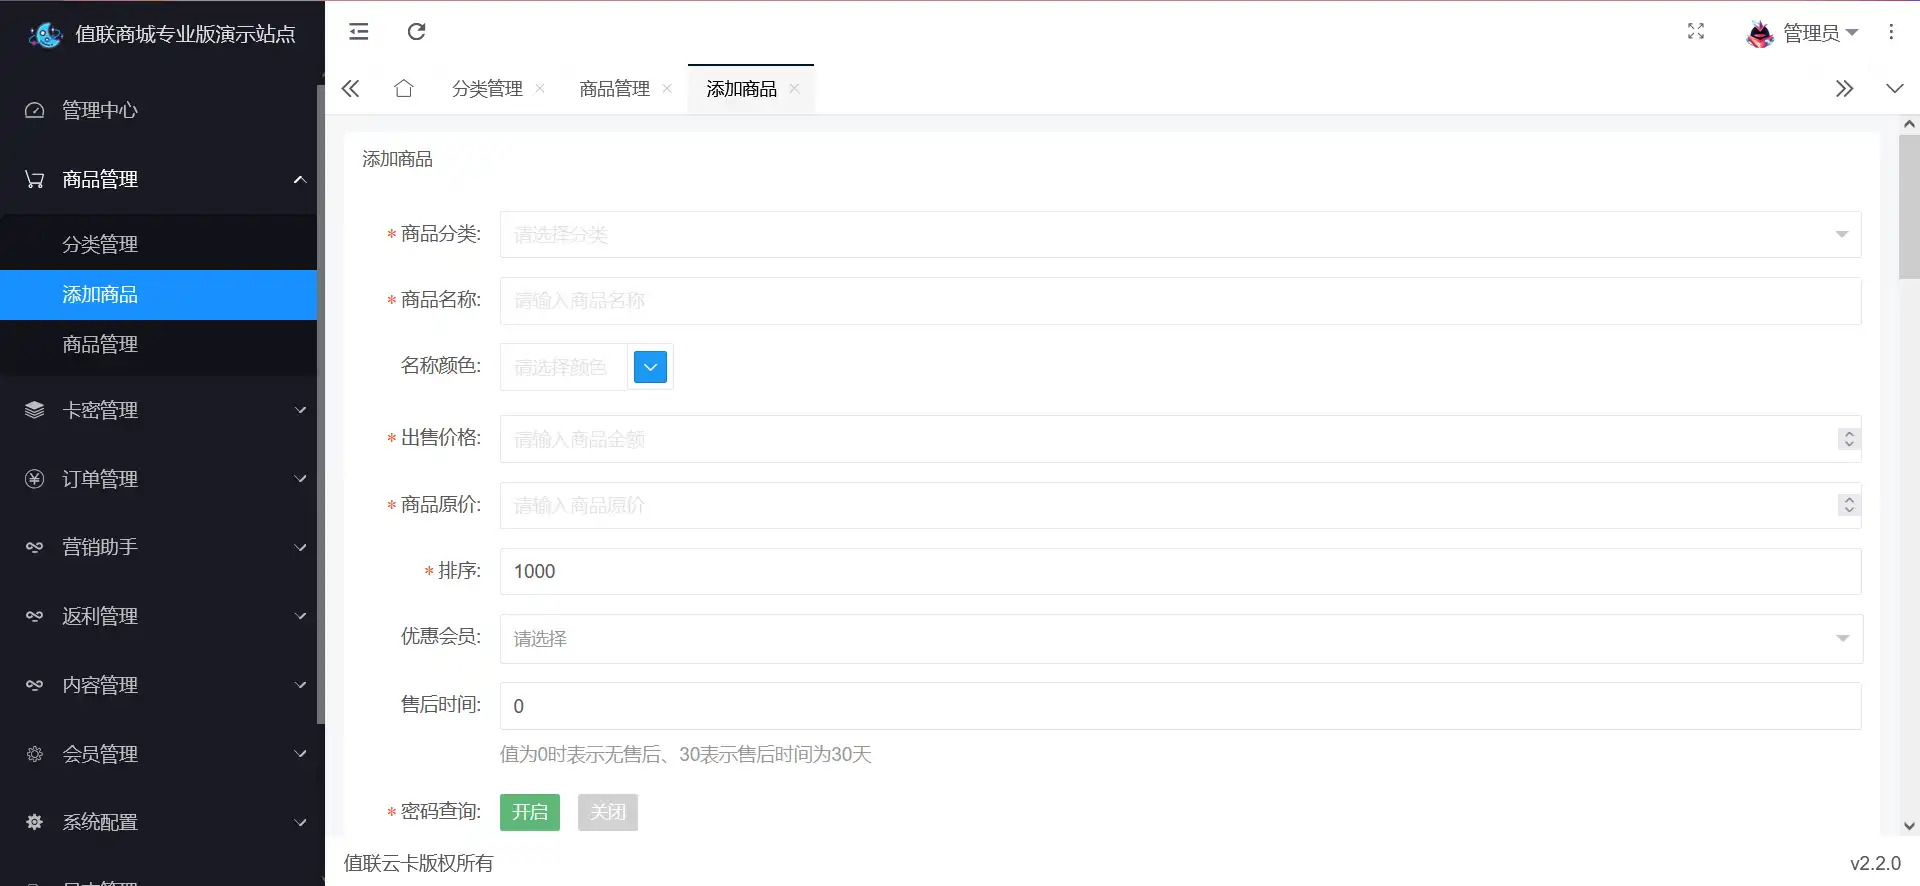 值联商城专业版演示站点
管理员
分类管理
商品管理
添加商品
管理中心
商品管理
分类管理
添加商品
商品管理
卡密管理
订单管理
营销助手
返利管理
内容管理
会员管理
系统配置
添加商品
* 商品分类: 请选择分类
* 商品名称: 请输入商品名称
名称颜色: 请选择颜色
* 出售价格: 请输入商品金额
* 商品原价: 请输入商品原价
* 排序: 1000
优惠会员: 请选择
售后时间: 0
值为0时表示无售后、30表示售后时间为30天
* 密码查询: 开启 关闭
值联云卡版权所有
v2.2.0